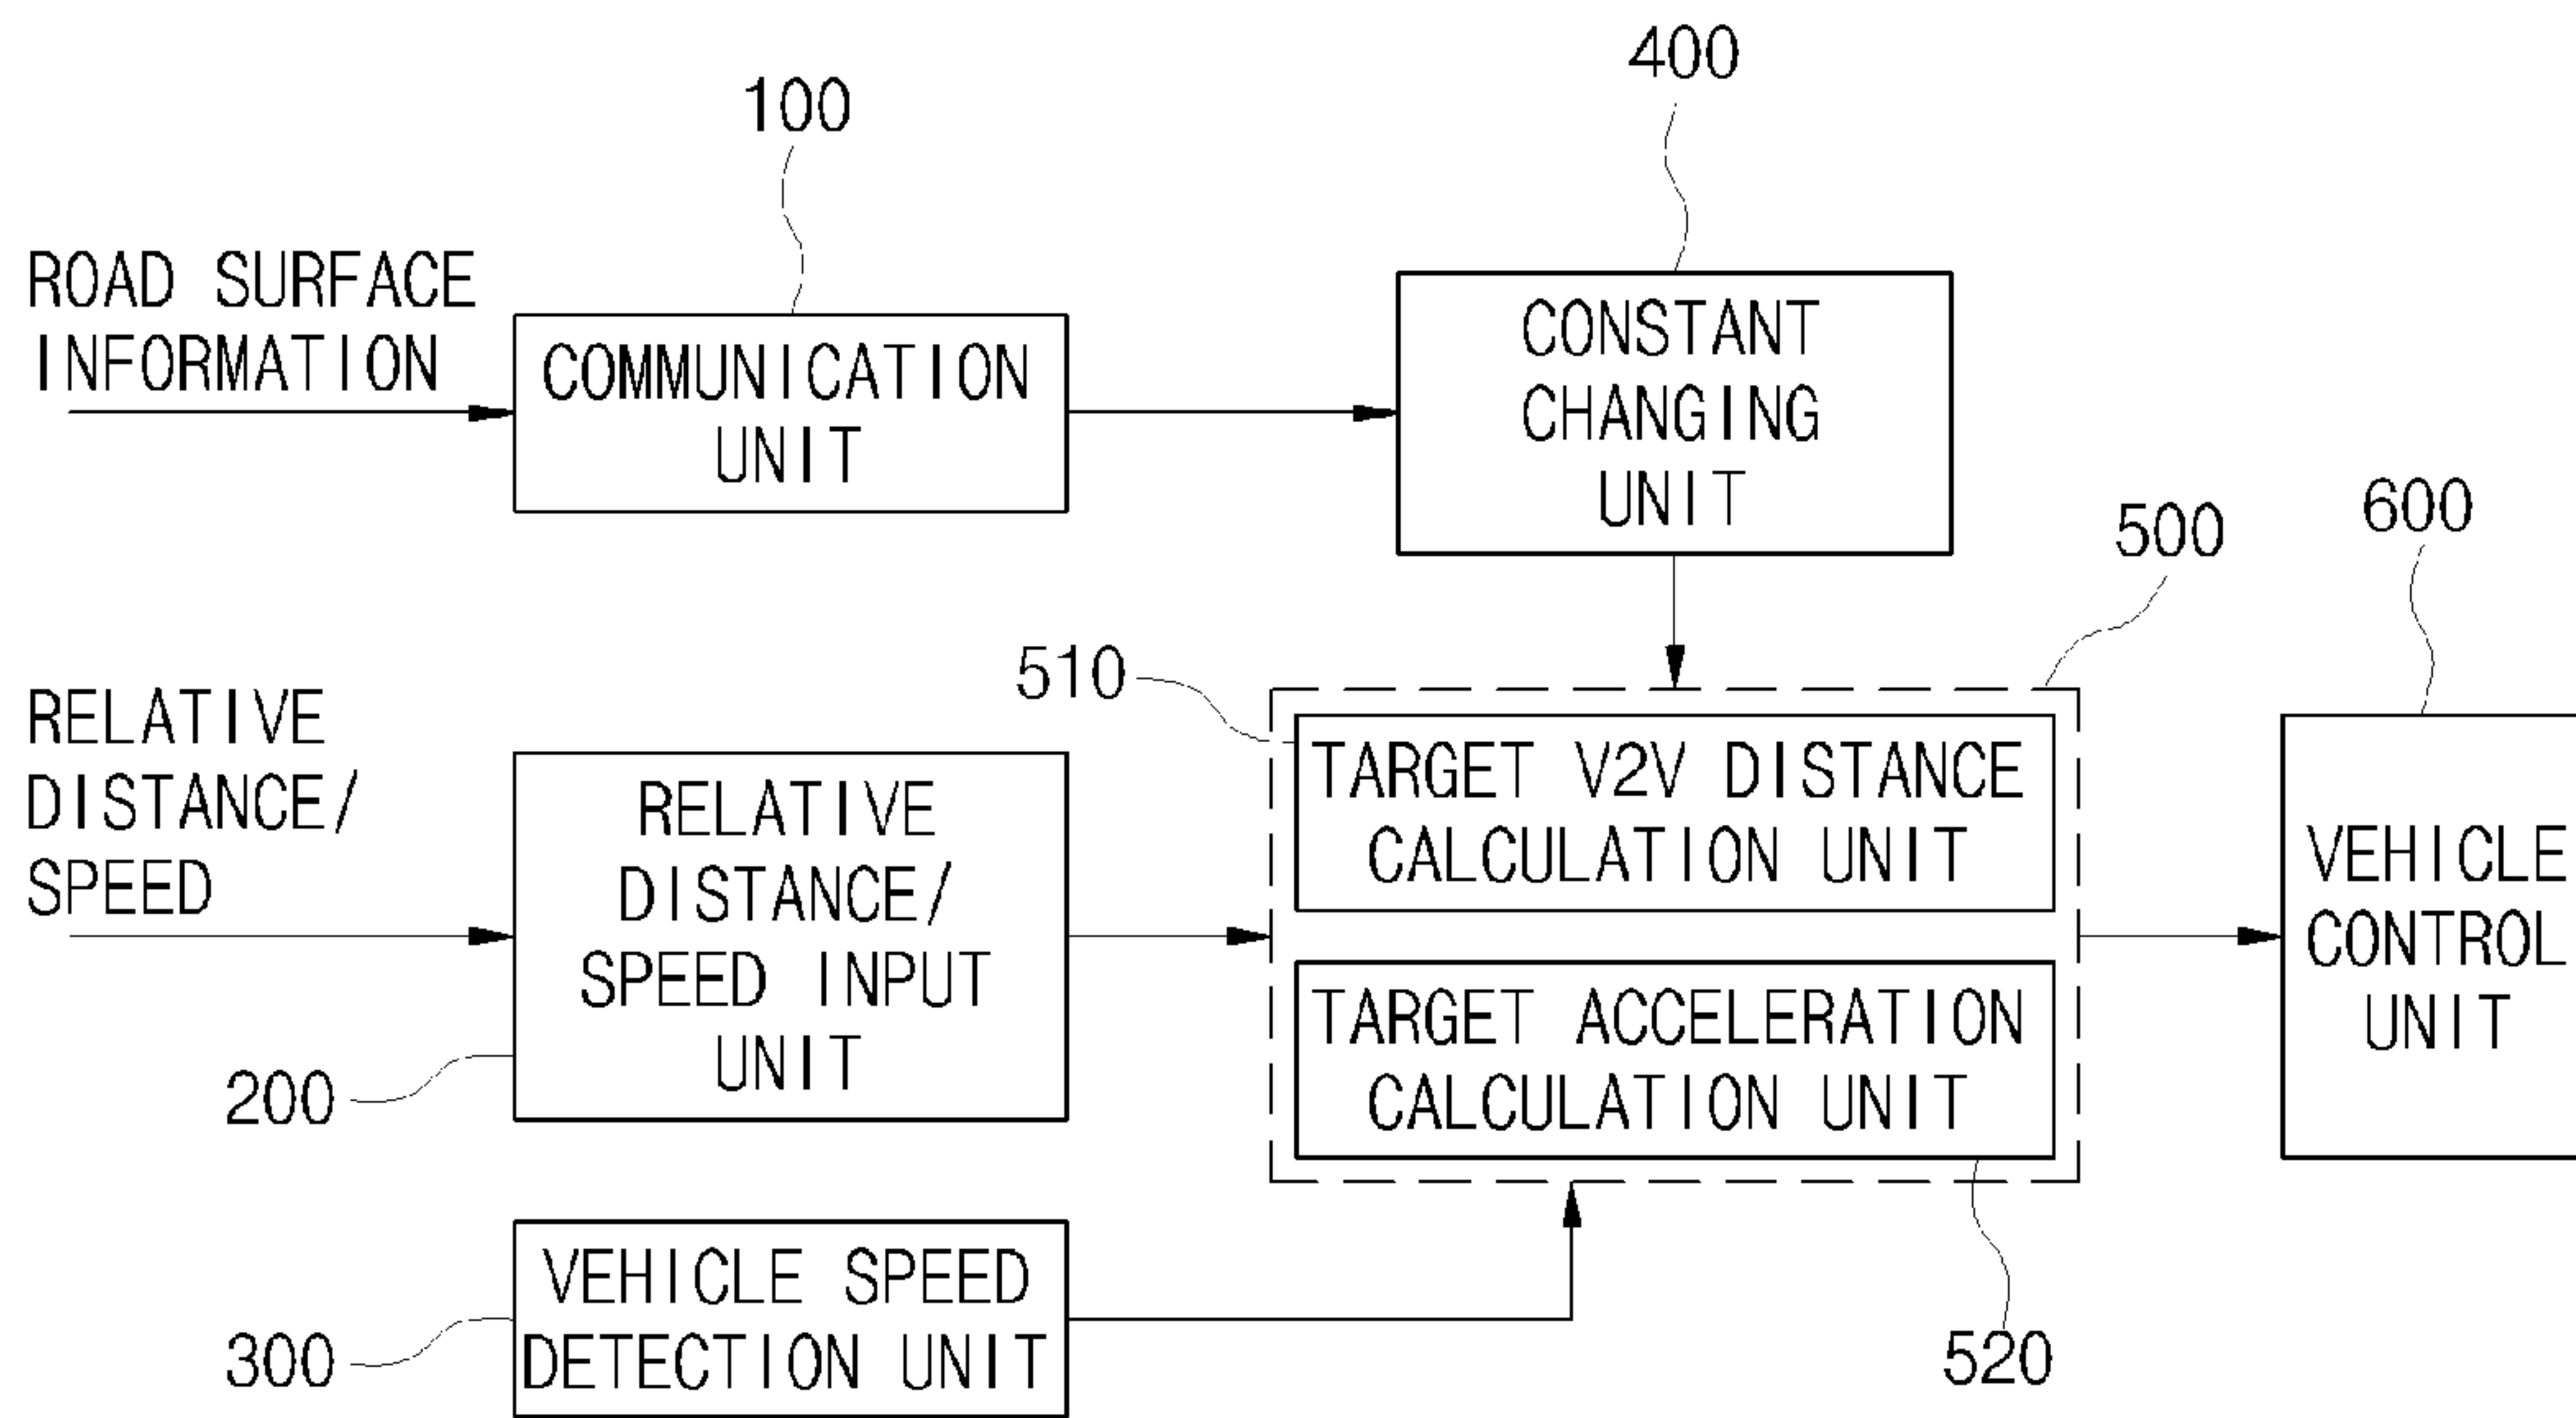 400
100
ROAD SURFACE
INFORMATION
COMMUNICATION
UNIT
CONSTANT
CHANGING
UNIT
500
600
510
RELATIVE
DISTANCE/
SPEED
RELATIVE
DISTANCE/
SPEED INPUT
UNIT
200
TARGET V2V DISTANCE
CALCULATION UNIT
TARGET ACCELERATION
CALCULATION UNIT
VEHICLE
CONTROL
UNIT
VEHICLE SPEED
DETECTION UNIT
300
520